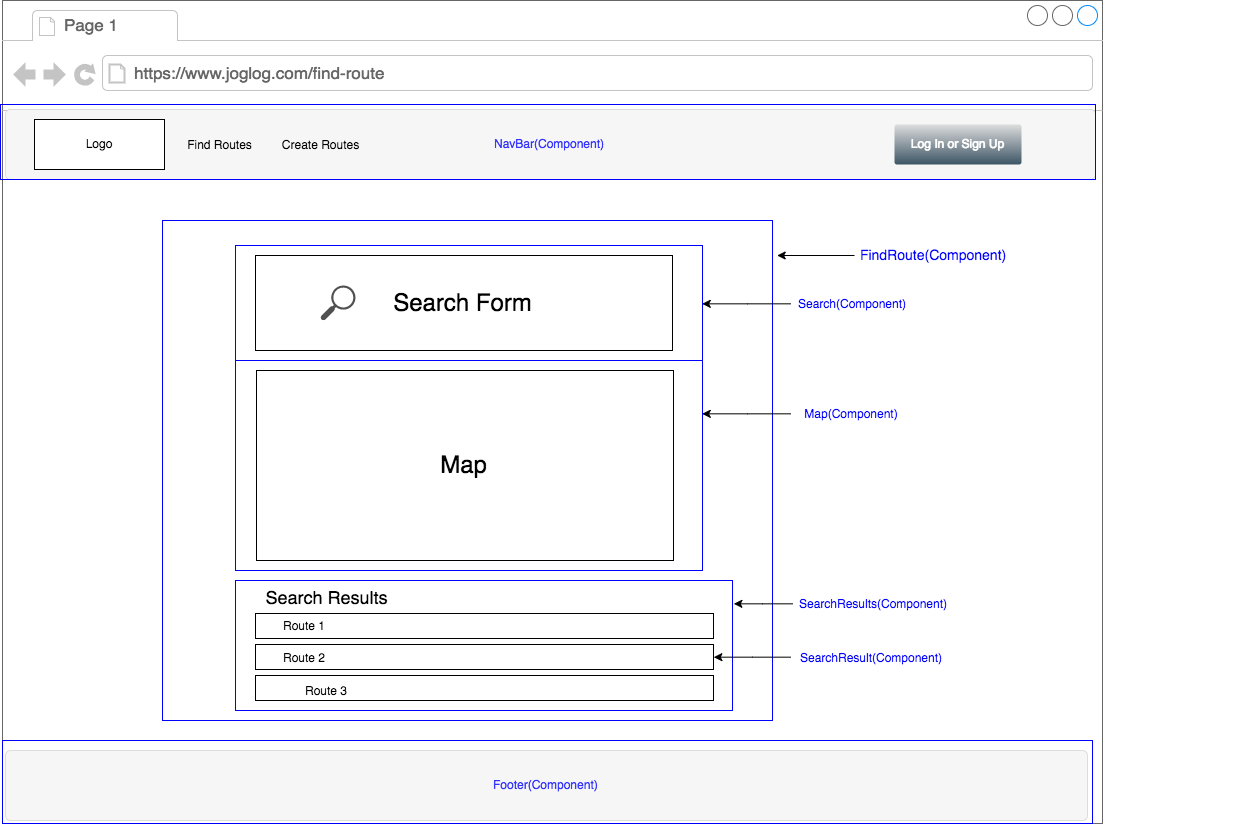 Page 1
https://www.joglog.com/find-route
Logo
Find Routes
Create Routes
NavBar(Component)
Log In or Sign Up
FindRoute(Component)
Search Form
Search(Component)
Map(Component)
Map
Search Results
SearchResults(Component)
Route 1
Route 2
SearchResult(Component)
Route 3
Footer(Component)